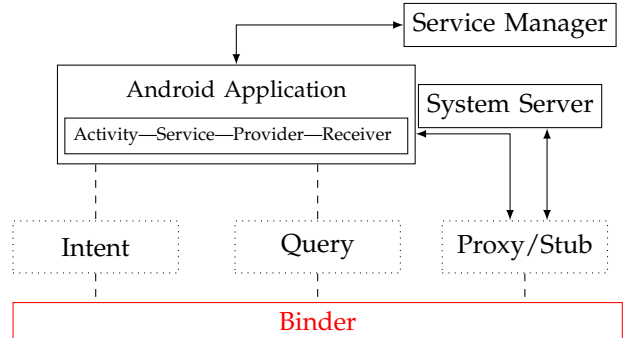 Service Manager
Android Application
System Server
Activity—Service—Provider—Receiver
Intent
Query
Proxy/Stub
Binder